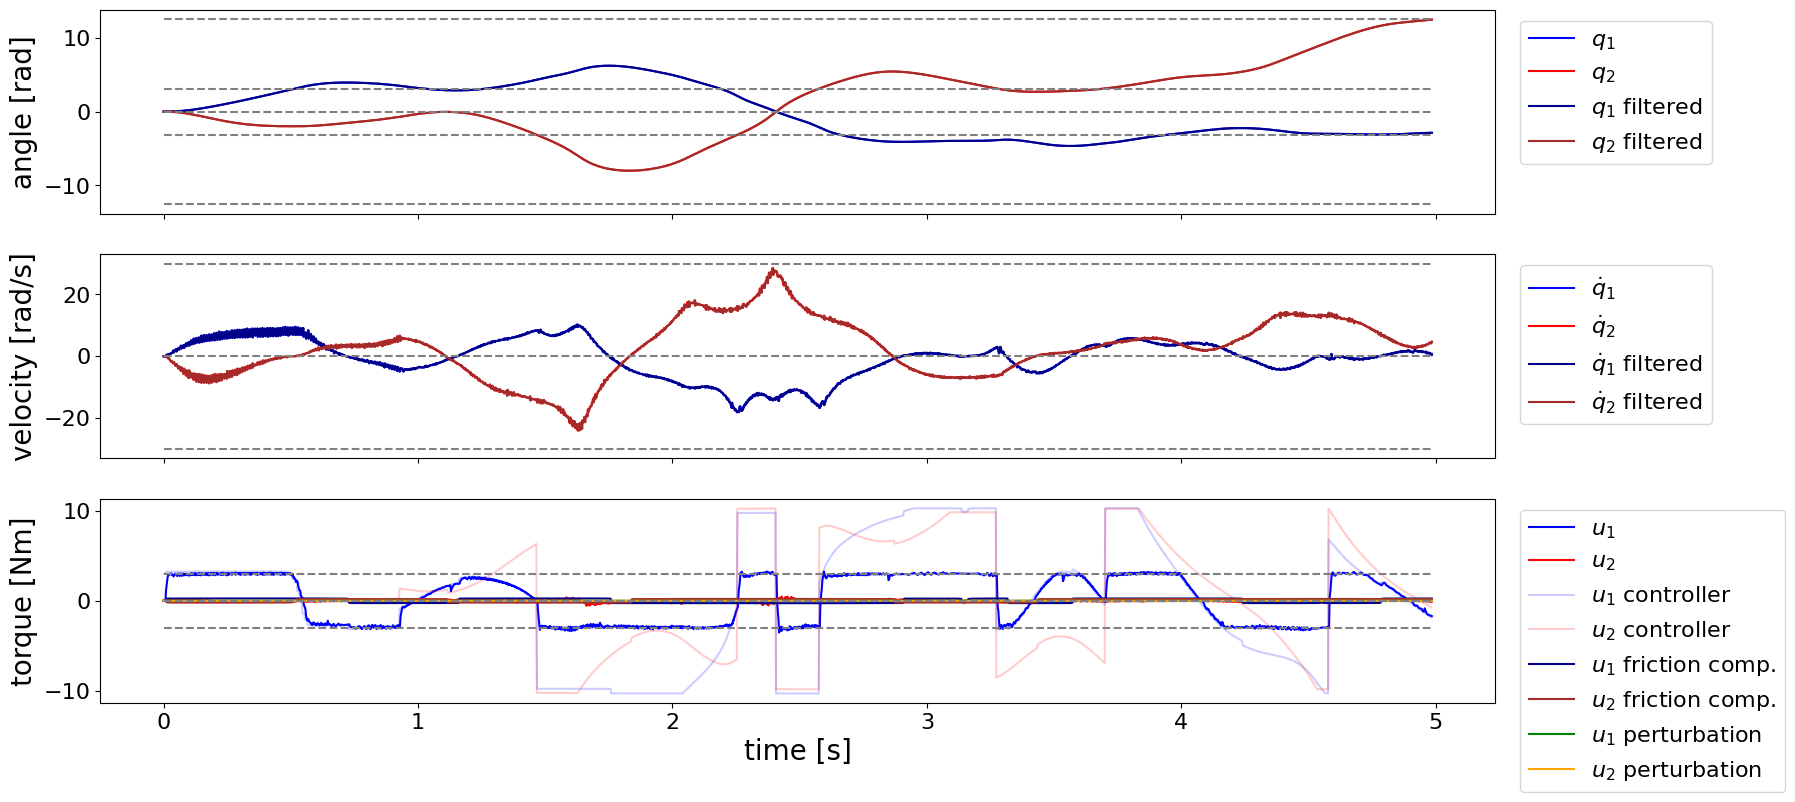 angle [rad]
10
0
−10
q₁
q₂
q₁ filtered
q₂ filtered
velocity [rad/s]
20
0
−20
q̇₁
q̇₂
q̇₁ filtered
q̇₂ filtered
torque [Nm]
10
0
−10
0 1 2 3 4 5
time [s]
u₁
u₂
u₁ controller
u₂ controller
u₁ friction comp.
u₂ friction comp.
u₁ perturbation
u₂ perturbation